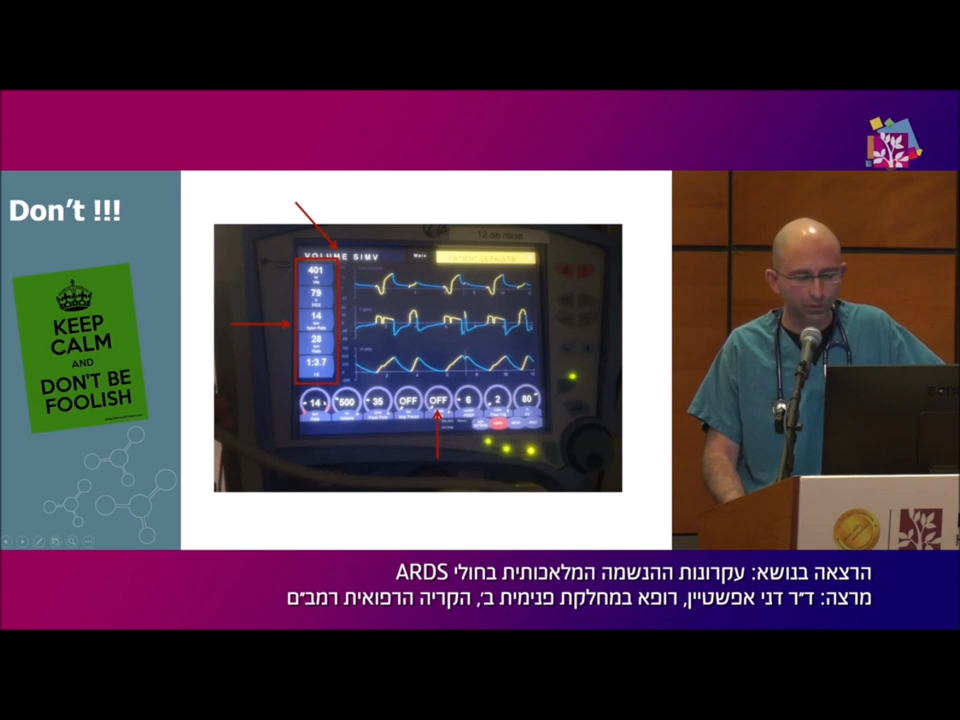 Don't !!!
KEEP
CALM
AND
DON'T BE
FOOLISH
VOLUME SIMV
Main
PATIENT DEFAULTS
401
79
14
28
1:3.7
14
500
35
OFF
OFF
6
2
80
הרצאה בנושא: עקרונות ההנשמה המלאכותית בחולי ARDS
מרצה: ד״ר דני אפשטיין, רופא במחלקת פנימית ב׳, הקריה הרפואית רמב״ם